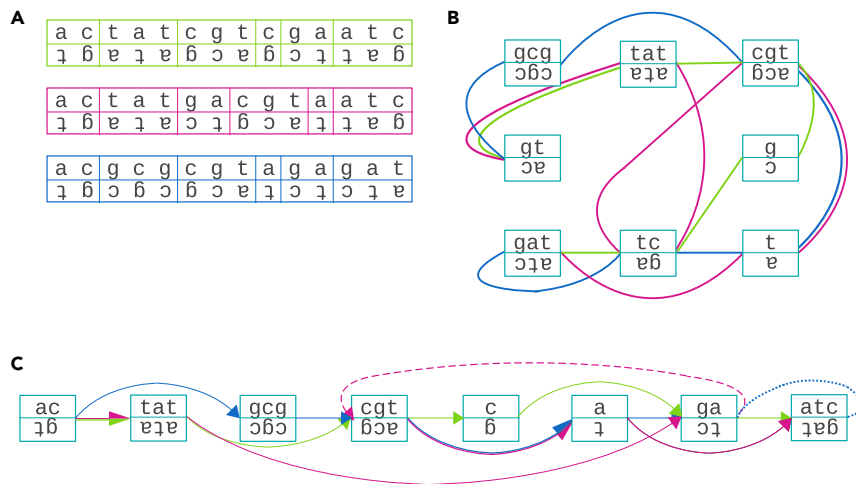 A
a c t a t c g t c g a a t c
g a t t c g a c g a t a g t
a c t a t g a c g t a a t c
g a t t a c g t c a t a g t
a c g c g c g t a g a g a t
a t c t c t a c g c g c g t
B
gcg
cgc
tat
ata
cgt
acg
gt
ac
g
c
gat
atc
tc
ga
t
a
C
ac
gt
tat
ata
gcg
cgc
cgt
acg
c
g
a
t
ga
tc
atc
gat